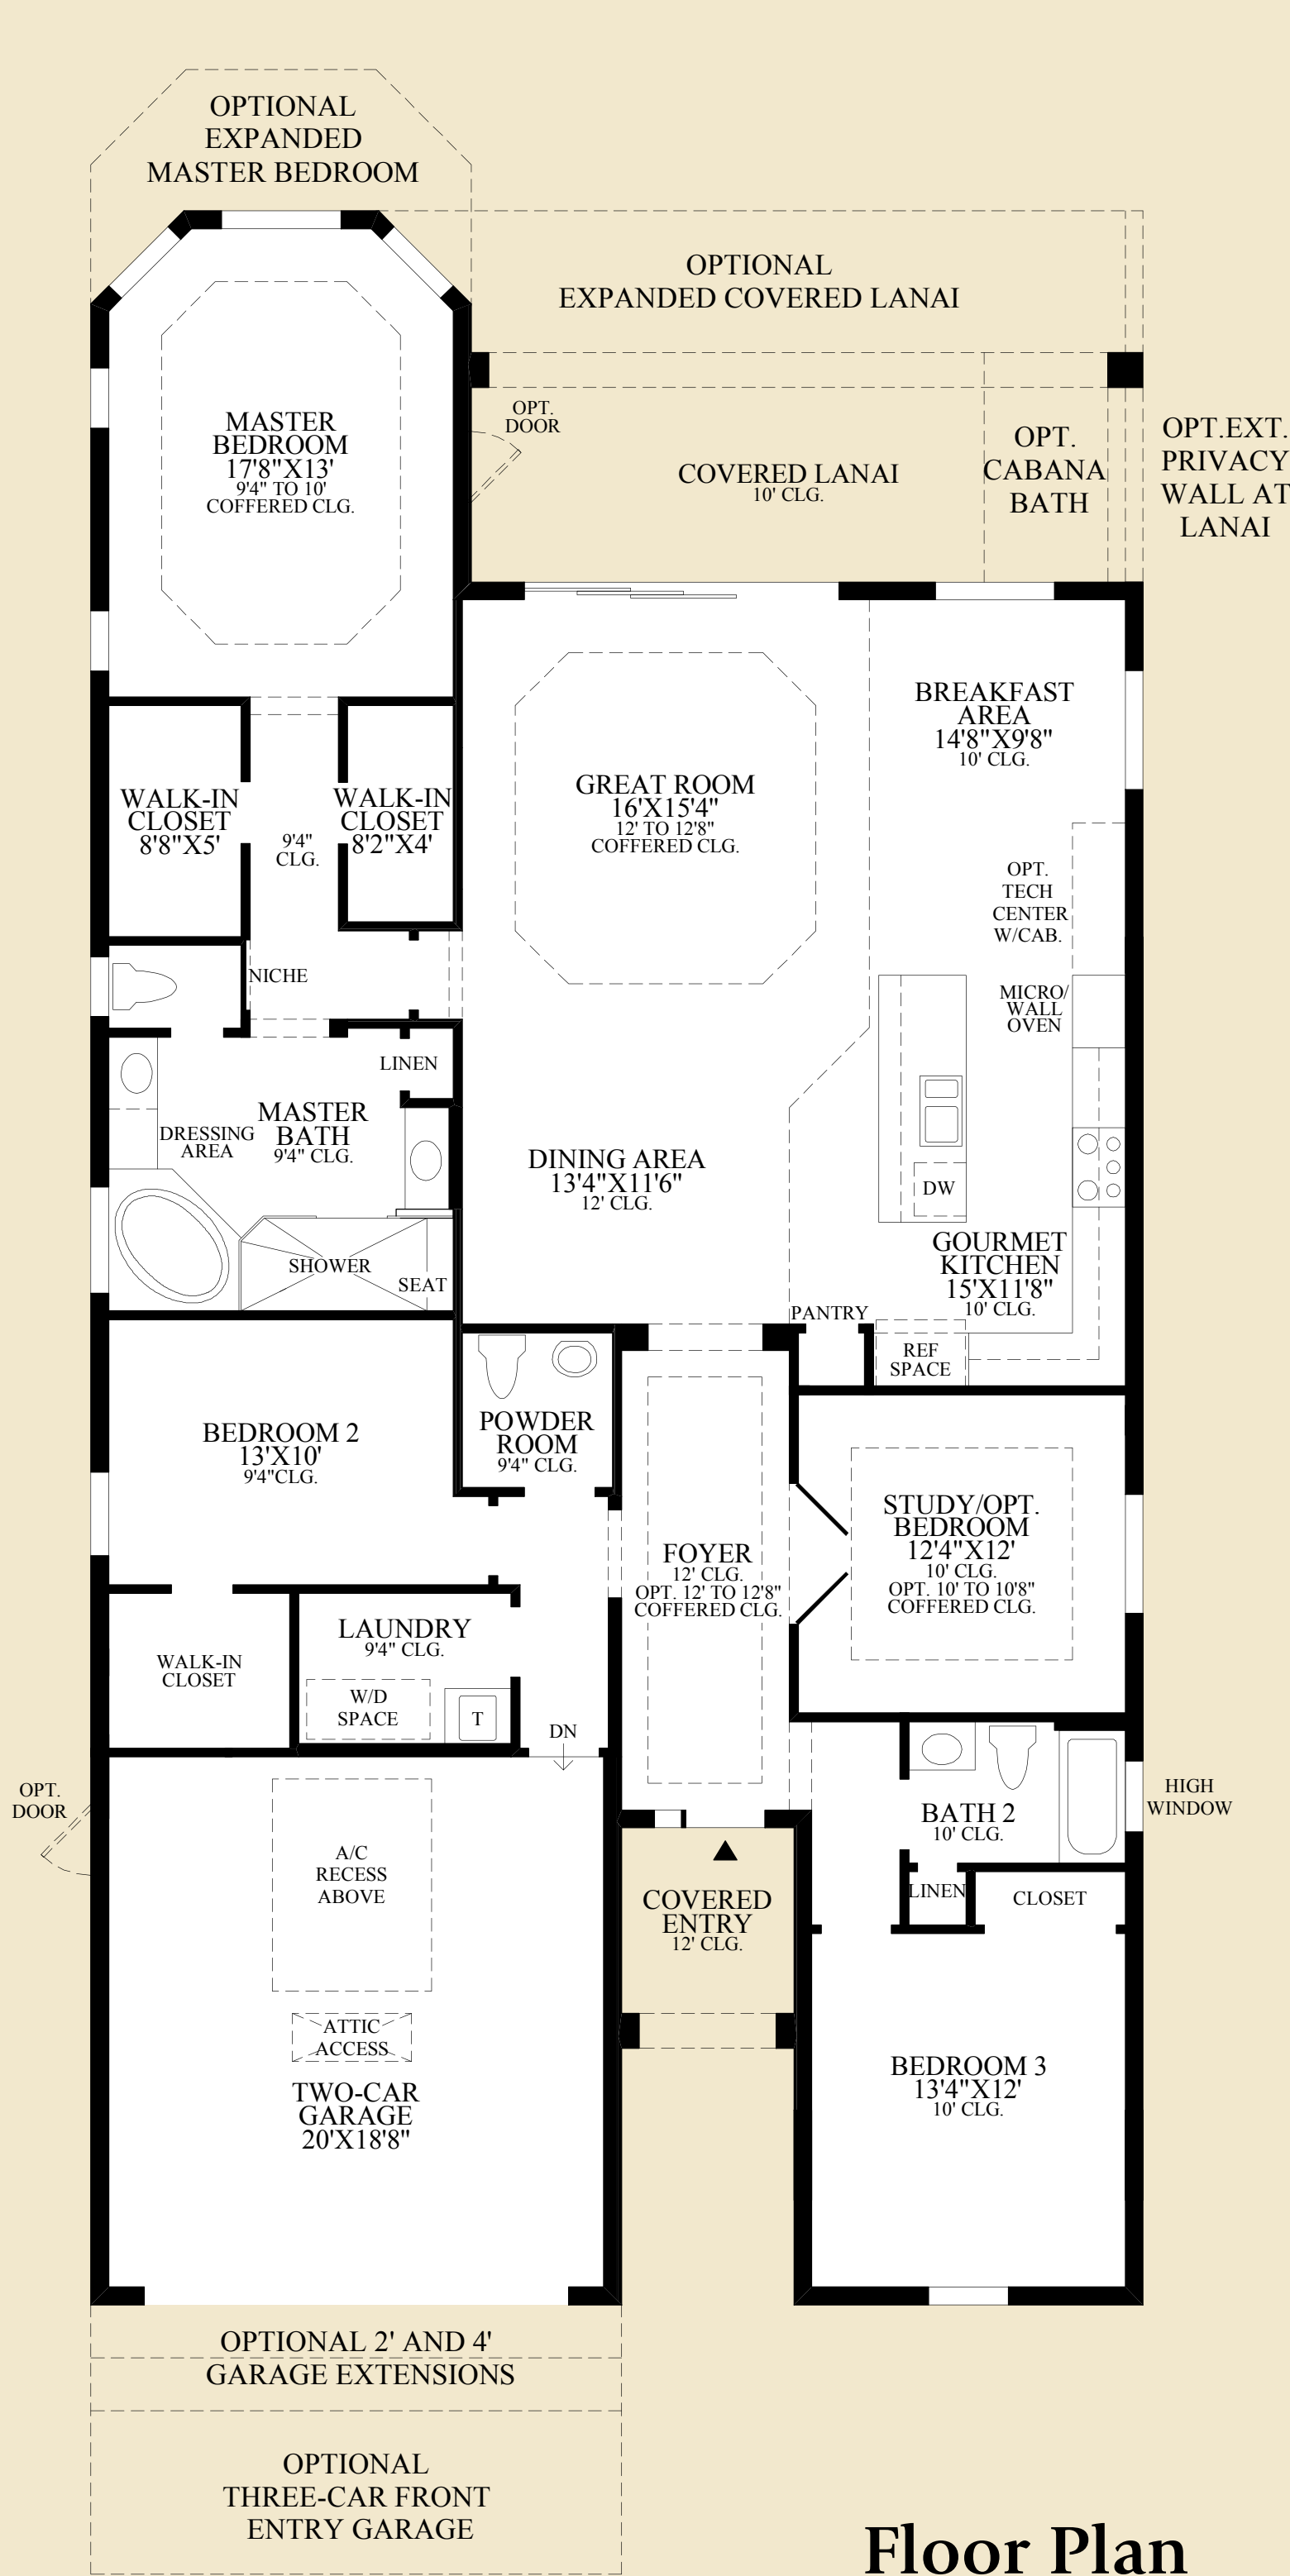 OPTIONAL
EXPANDED
MASTER BEDROOM
OPTIONAL
EXPANDED COVERED LANAI
MASTER
BEDROOM
17'8"X13'
9'4" TO 10'
COFFERED CLG.
OPT.
DOOR
COVERED LANAI
10' CLG.
OPT.
CABANA
BATH
OPT.EXT.
PRIVACY
WALL AT
LANAI
BREAKFAST
AREA
14'8"X9'8"
10' CLG.
GREAT ROOM
16'X15'4"
12' TO 12'8"
COFFERED CLG.
WALK-IN
CLOSET
8'8"X5'
9'4"
CLG.
WALK-IN
CLOSET
8'2"X4'
OPT.
TECH
CENTER
W/CAB.
NICHE
MICRO/
WALL
OVEN
LINEN
MASTER
BATH
9'4" CLG.
DRESSING
AREA
DINING AREA
13'4"X11'6"
12' CLG.
DW
SHOWER
SEAT
GOURMET
KITCHEN
15'X11'8"
10' CLG.
PANTRY
REF
SPACE
BEDROOM 2
13'X10'
9'4"CLG.
POWDER
ROOM
9'4" CLG.
FOYER
12' CLG.
OPT. 12' TO 12'8"
COFFERED CLG.
STUDY/OPT.
BEDROOM
12'4"X12'
10' CLG.
OPT. 10' TO 10'8"
COFFERED CLG.
LAUNDRY
9'4" CLG.
WALK-IN
CLOSET
W/D
SPACE
T
DN
OPT.
DOOR
HIGH
WINDOW
BATH 2
10' CLG.
A/C
RECESS
ABOVE
LINEN
CLOSET
COVERED
ENTRY
12' CLG.
ATTIC
ACCESS
TWO-CAR
GARAGE
20'X18'8"
BEDROOM 3
13'4"X12'
10' CLG.
OPTIONAL 2' AND 4'
GARAGE EXTENSIONS
OPTIONAL
THREE-CAR FRONT
ENTRY GARAGE
Floor Plan